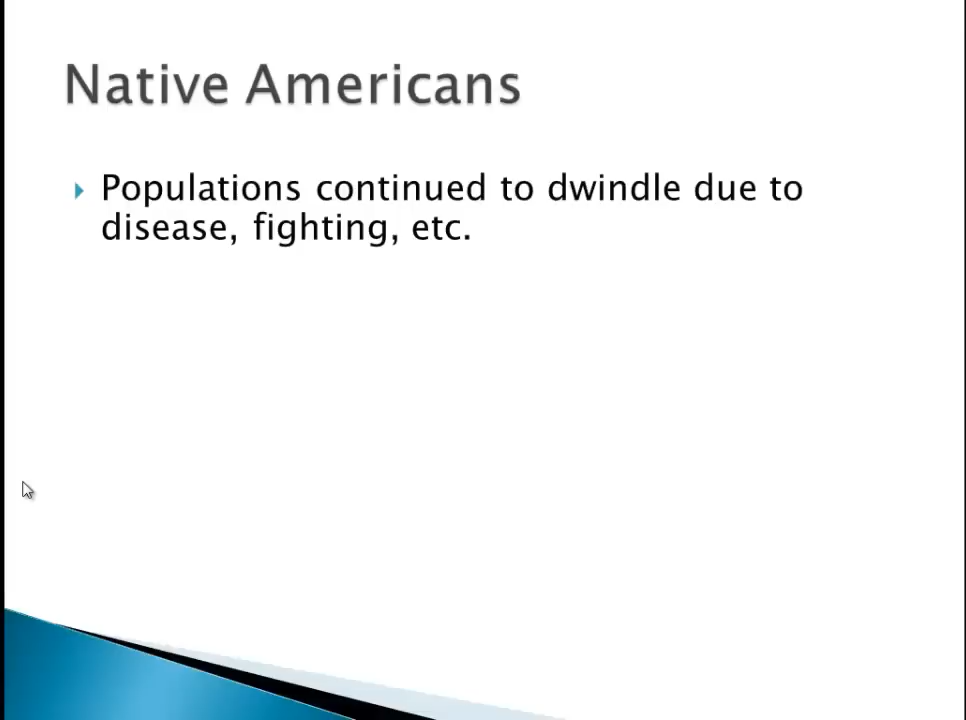 Native Americans
Populations continued to dwindle due to
disease, fighting, etc.